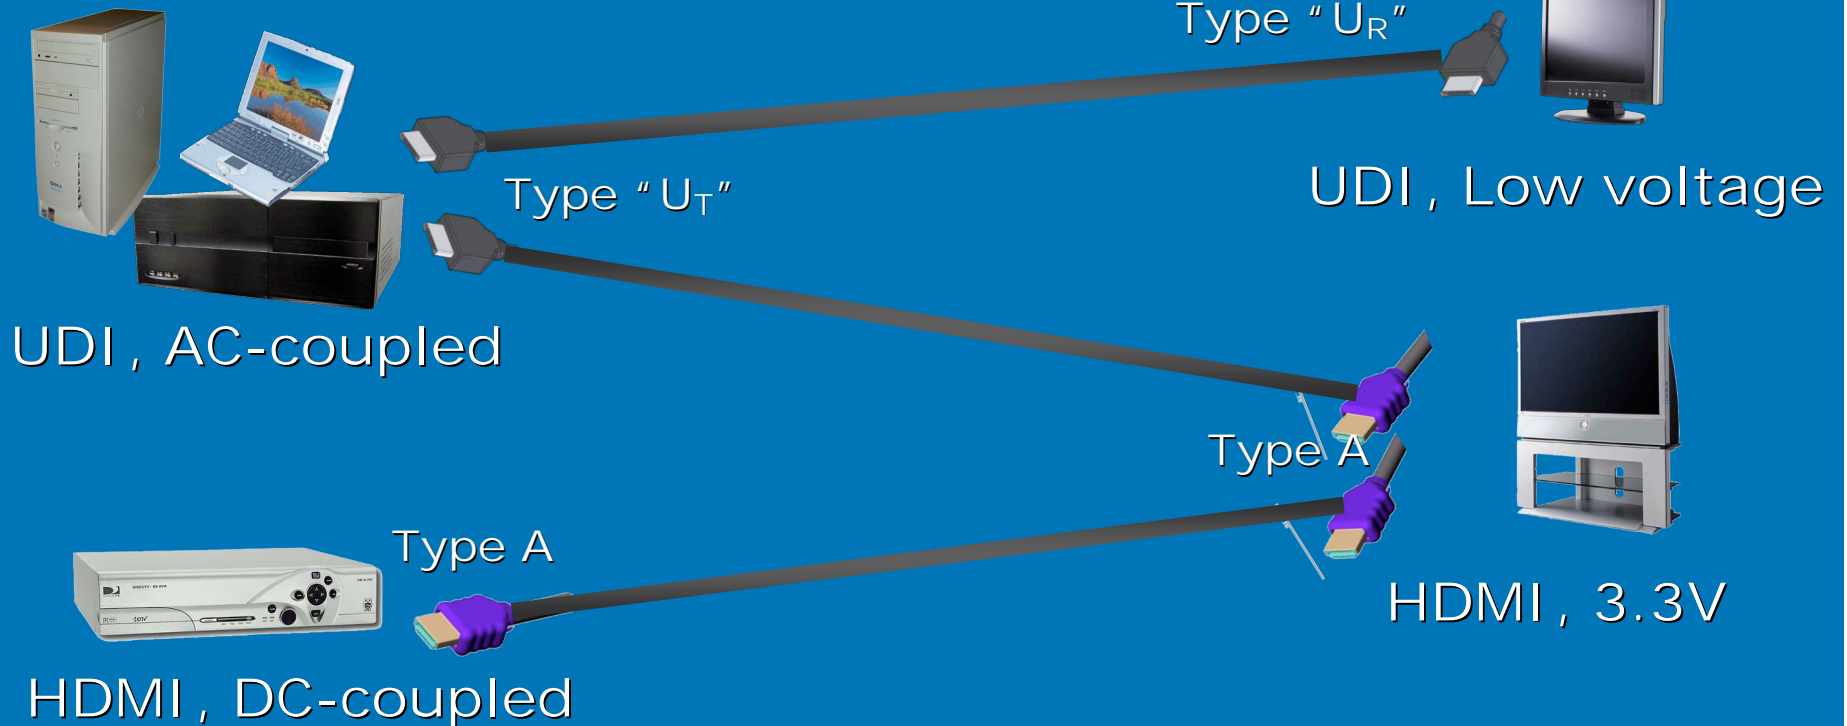 Type “UR”
Type “UT”
UDI, Low voltage
UDI, AC-coupled
Type A
Type A
HDMI, 3.3V
HDMI, DC-coupled